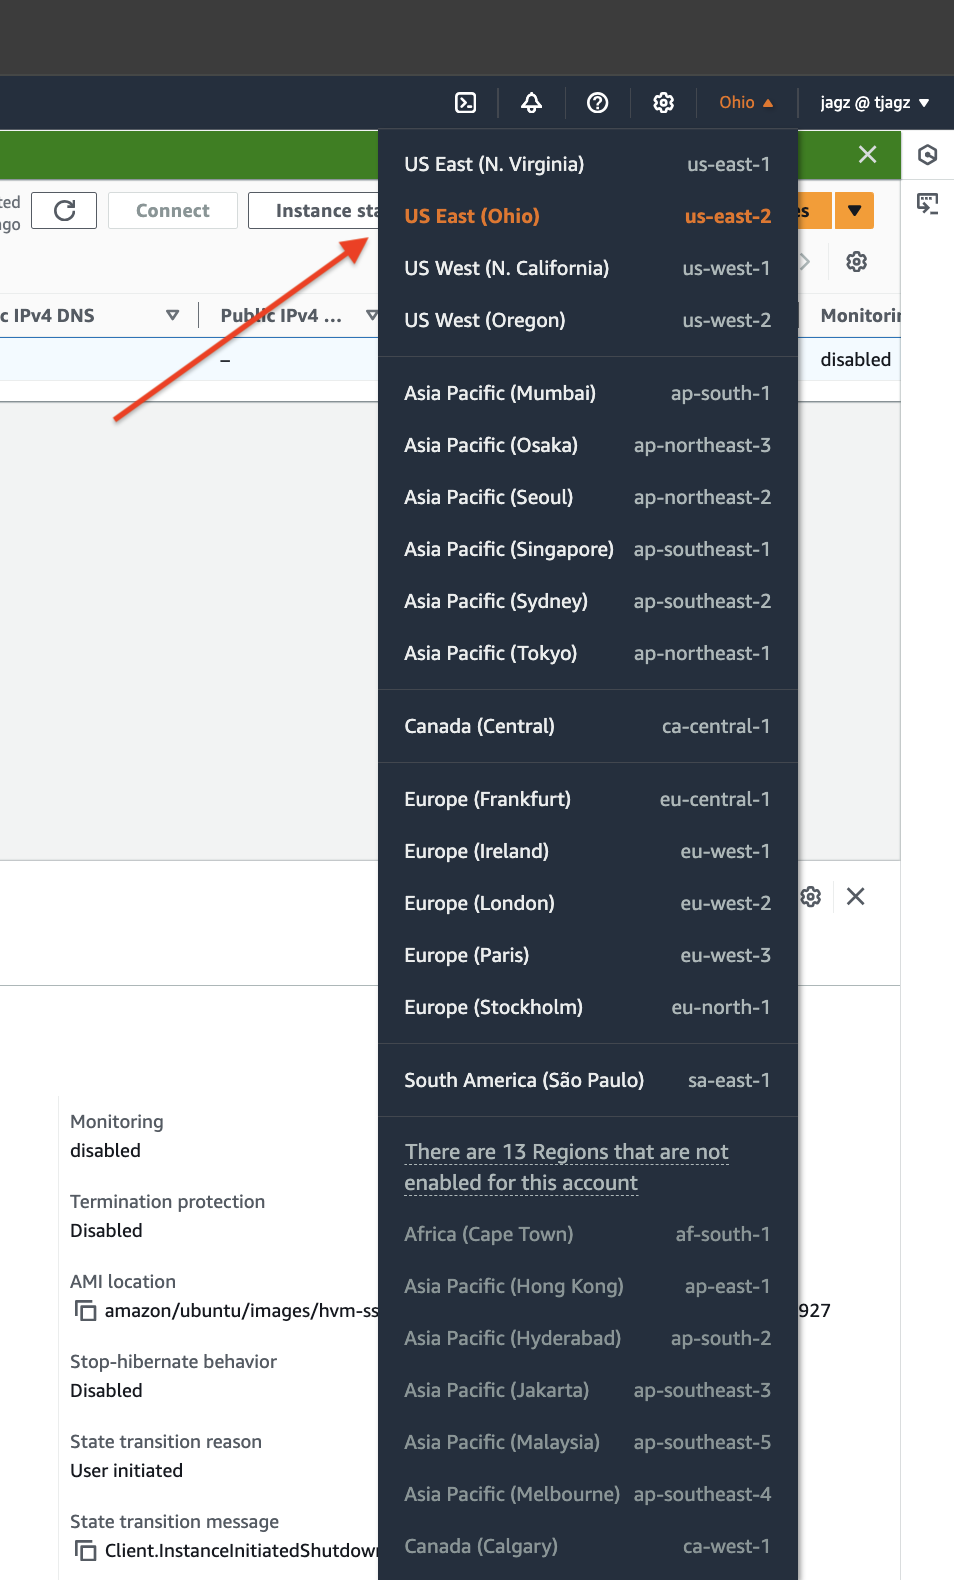 Ohio ▲ jagz @ tjagz ▼
US East (N. Virginia) us-east-1
US East (Ohio) us-east-2
US West (N. California) us-west-1
US West (Oregon) us-west-2
Connect Instance sta
ago
c IPv4 DNS Public IPv4 ... Monitorin
– disabled
Asia Pacific (Mumbai) ap-south-1
Asia Pacific (Osaka) ap-northeast-3
Asia Pacific (Seoul) ap-northeast-2
Asia Pacific (Singapore) ap-southeast-1
Asia Pacific (Sydney) ap-southeast-2
Asia Pacific (Tokyo) ap-northeast-1
Canada (Central) ca-central-1
Europe (Frankfurt) eu-central-1
Europe (Ireland) eu-west-1
Europe (London) eu-west-2
Europe (Paris) eu-west-3
Europe (Stockholm) eu-north-1
South America (São Paulo) sa-east-1
There are 13 Regions that are not
enabled for this account
Africa (Cape Town) af-south-1
Asia Pacific (Hong Kong) ap-east-1
Asia Pacific (Hyderabad) ap-south-2
Asia Pacific (Jakarta) ap-southeast-3
Asia Pacific (Malaysia) ap-southeast-5
Asia Pacific (Melbourne) ap-southeast-4
Canada (Calgary) ca-west-1
Monitoring
disabled
Termination protection
Disabled
AMI location
amazon/ubuntu/images/hvm-ss 927
Stop-hibernate behavior
Disabled
State transition reason
User initiated
State transition message
Client.InstanceInitiatedShutdown